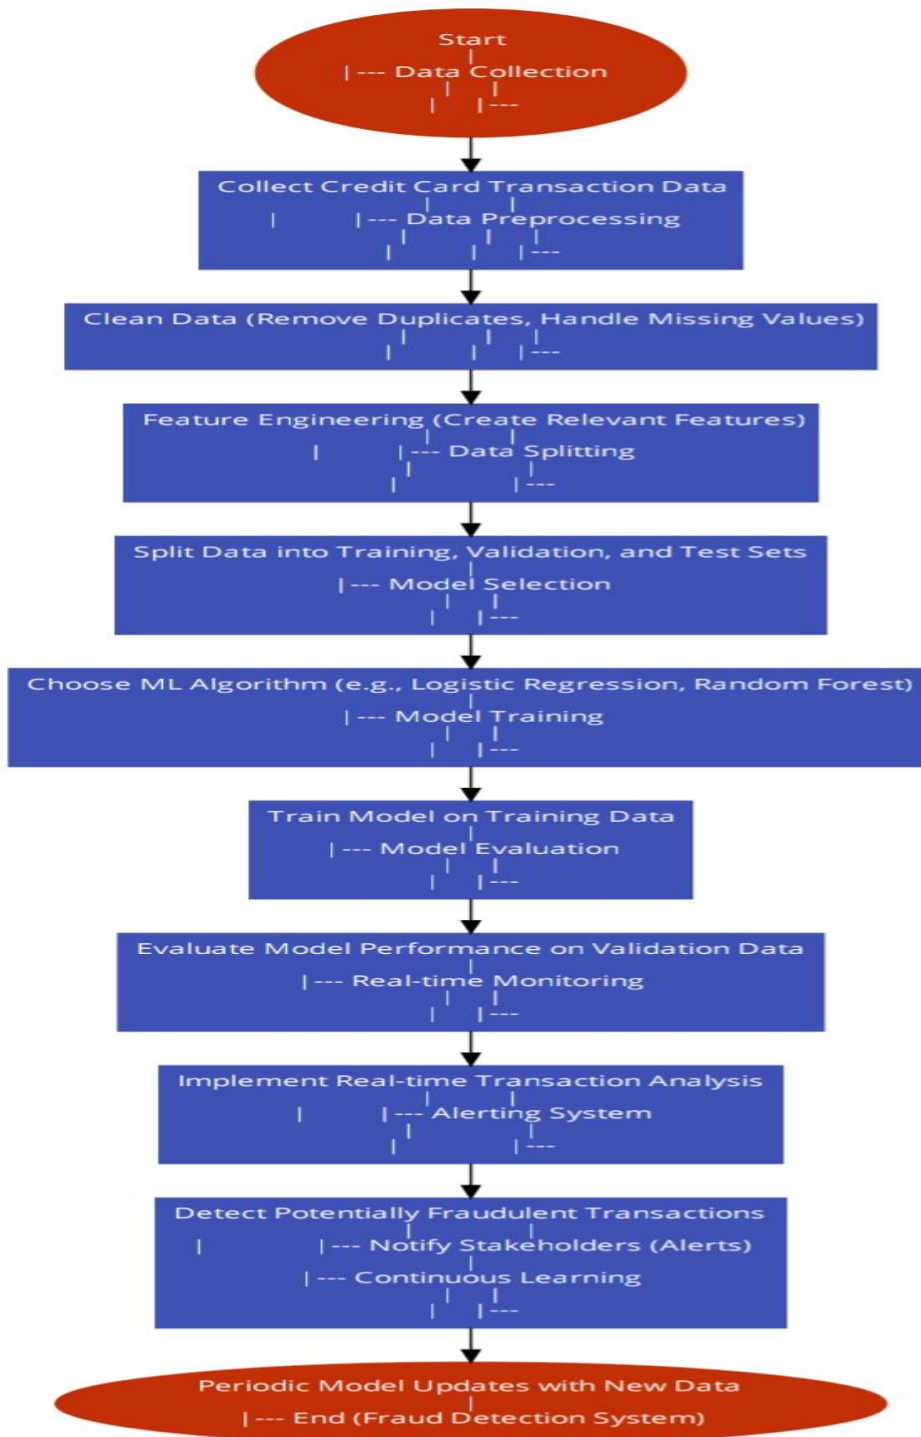 Start
|
|--- Data Collection
| |
| |---
Collect Credit Card Transaction Data
| |
| |--- Data Preprocessing
| | |
| | |---
Clean Data (Remove Duplicates, Handle Missing Values)
| | |
| | |---
Feature Engineering (Create Relevant Features)
| |
| |--- Data Splitting
| |
| |---
Split Data into Training, Validation, and Test Sets
|
|--- Model Selection
| |
| |---
Choose ML Algorithm (e.g., Logistic Regression, Random Forest)
|
|--- Model Training
| |
| |---
Train Model on Training Data
|
|--- Model Evaluation
| |
| |---
Evaluate Model Performance on Validation Data
|
|--- Real-time Monitoring
| |
| |---
Implement Real-time Transaction Analysis
| |
| |--- Alerting System
| |
| |---
Detect Potentially Fraudulent Transactions
| |
| |--- Notify Stakeholders (Alerts)
|
|--- Continuous Learning
| |
| |---
Periodic Model Updates with New Data
|
|--- End (Fraud Detection System)